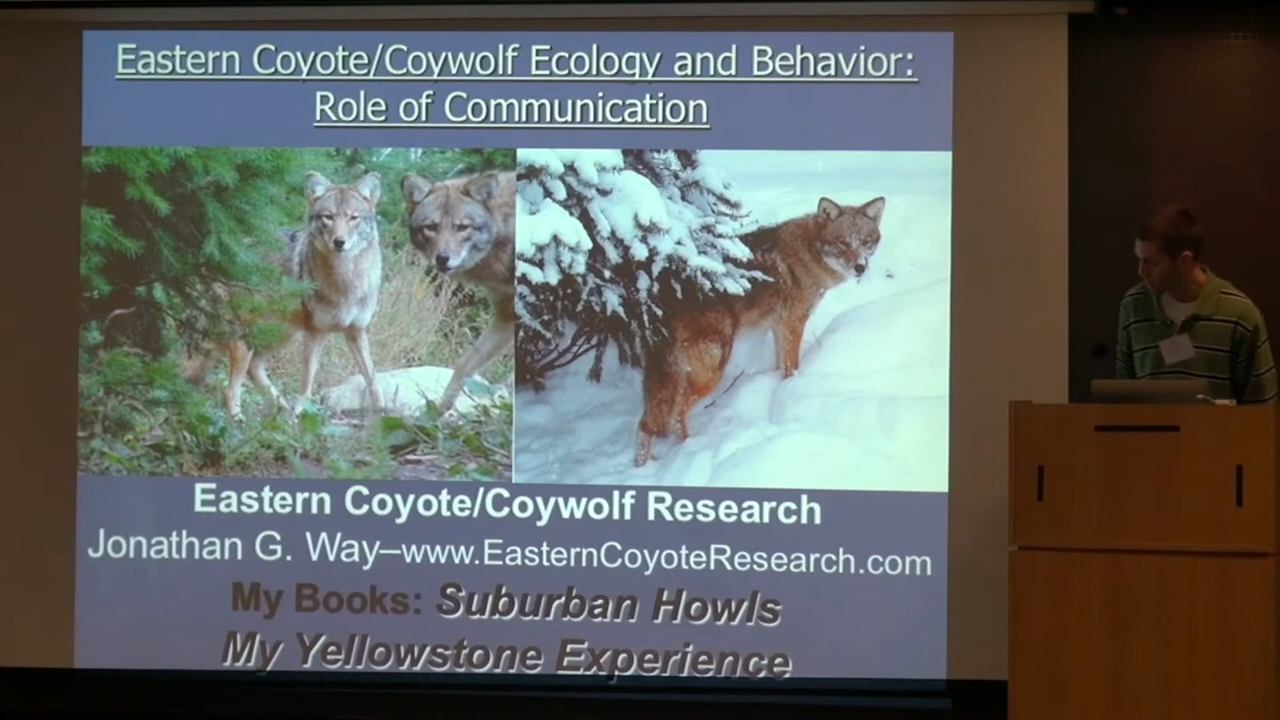 Eastern Coyote/Coywolf Ecology and Behavior:
Role of Communication
Eastern Coyote/Coywolf Research
Jonathan G. Way–www.EasternCoyoteResearch.com
My Books: Suburban Howls
My Yellowstone Experience